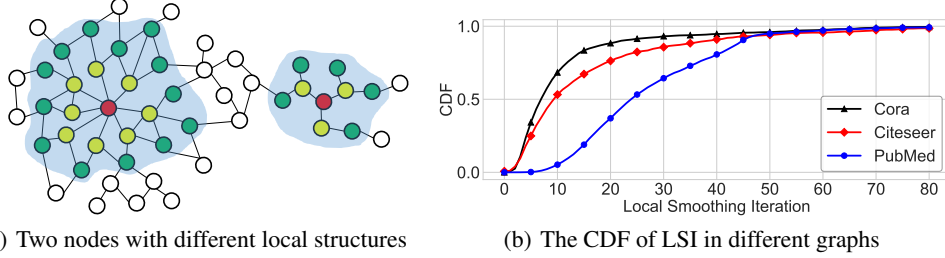 1.0
0.5
0.0
CDF
Cora
Citeseer
PubMed
0 10 20 30 40 50 60 70 80
Local Smoothing Iteration
) Two nodes with different local structures
(b) The CDF of LSI in different graphs